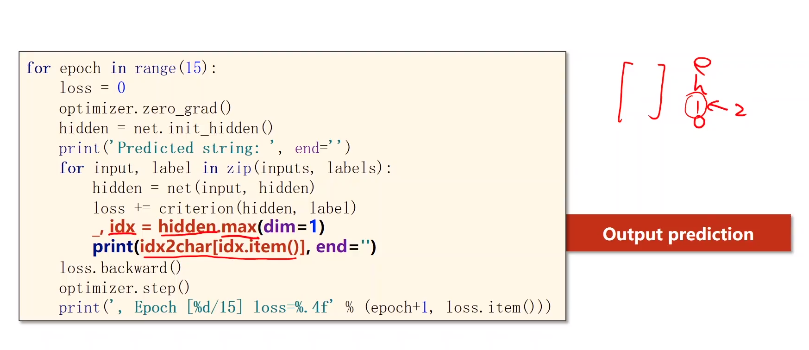 for epoch in range(15):
    loss = 0
    optimizer.zero_grad()
    hidden = net.init_hidden()
    print('Predicted string: ', end='')
    for input, label in zip(inputs, labels):
        hidden = net(input, hidden)
        loss += criterion(hidden, label)
        _, idx = hidden.max(dim=1)
        print(idx2char[idx.item()], end='')
    loss.backward()
    optimizer.step()
    print(', Epoch [%d/15] loss=%.4f' % (epoch+1, loss.item()))
Output prediction
[ ]
e
h
l ← 2
o